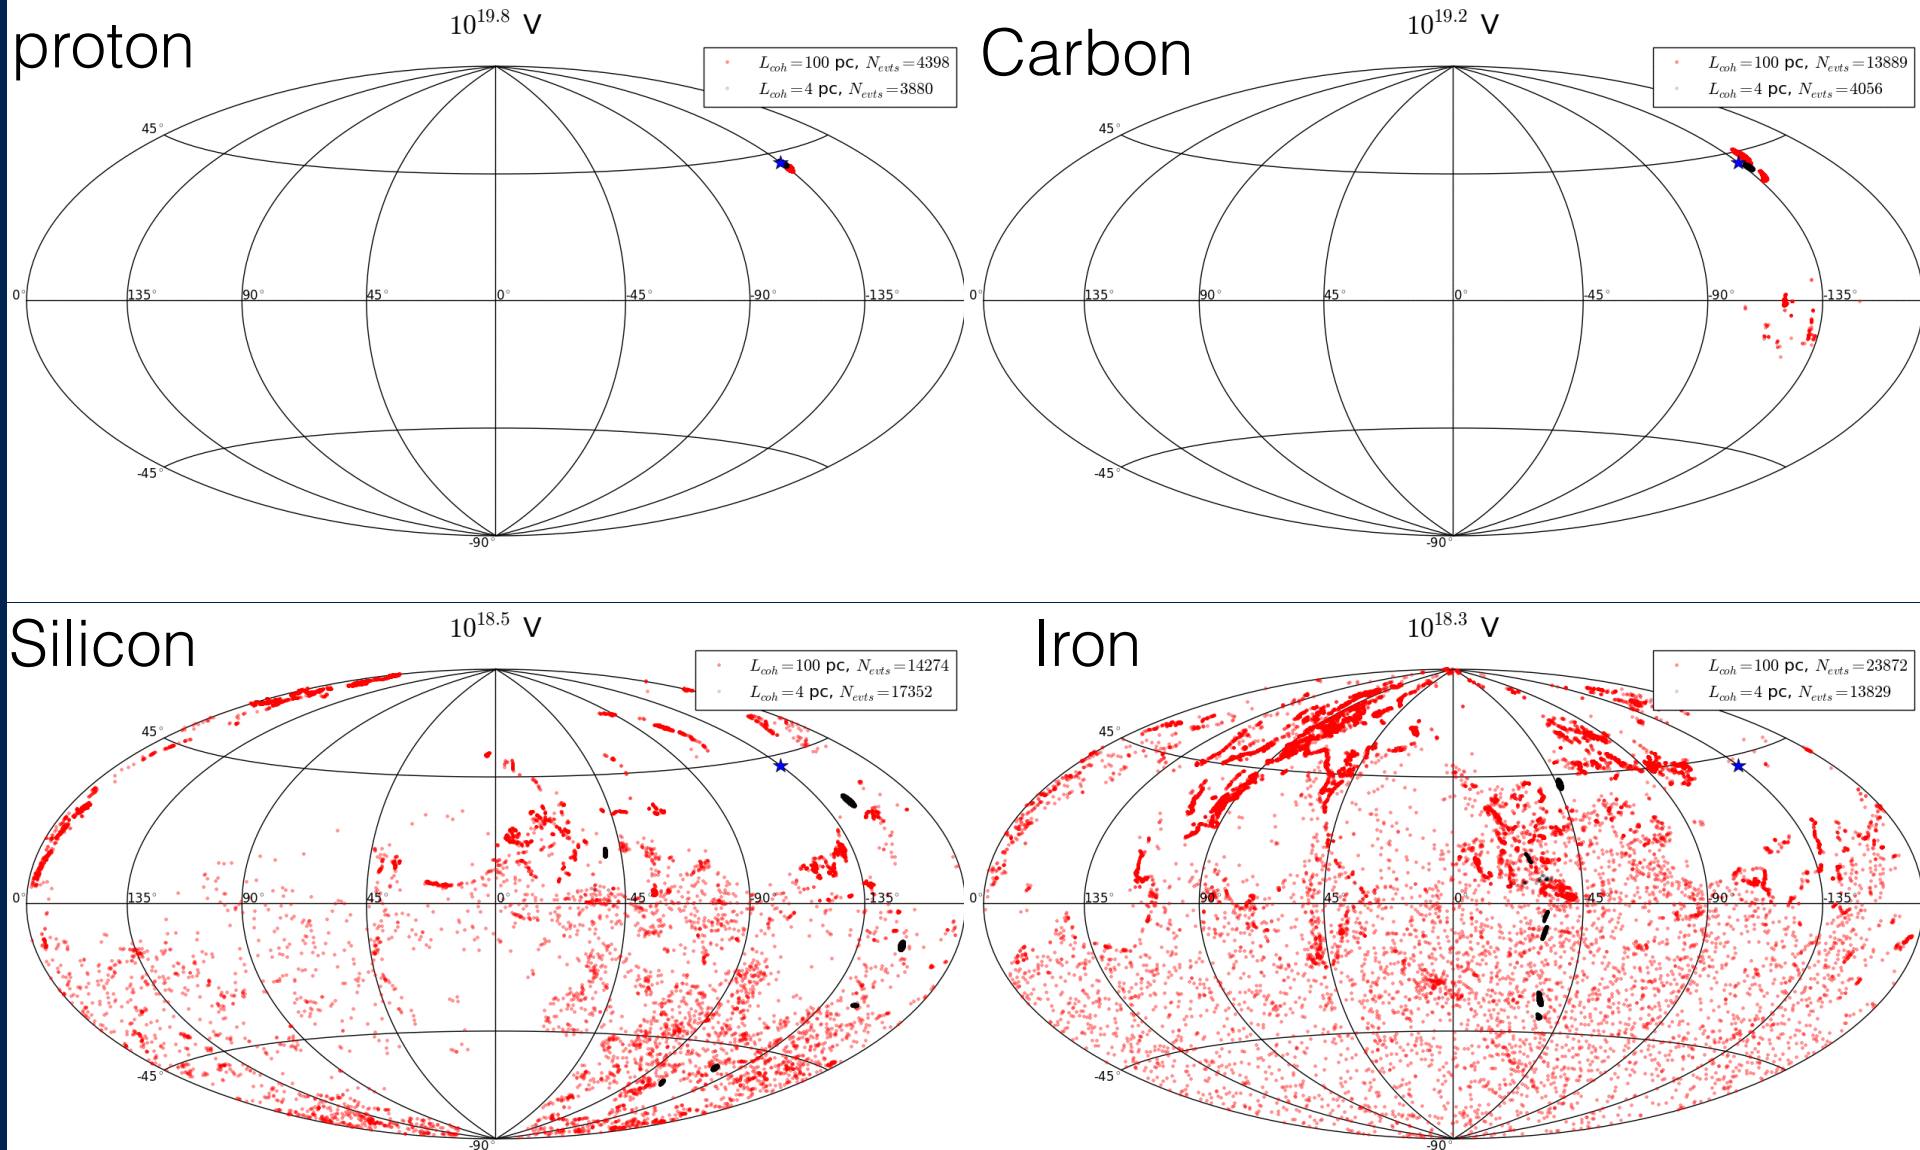 proton
10^19.8 V
L_coh=100 pc, N_evts=4398
L_coh=4 pc, N_evts=3880
45°
0° 135° 90° 45° 0° -45° -90° -135°
-45°
-90°
Carbon
10^19.2 V
L_coh=100 pc, N_evts=13889
L_coh=4 pc, N_evts=4056
45°
0° 135° 90° 45° 0° -45° -90° -135°
-45°
-90°
Silicon
10^18.5 V
L_coh=100 pc, N_evts=14274
L_coh=4 pc, N_evts=17352
45°
0° 135° 90° 45° 0° -45° -90° -135°
-45°
-90°
Iron
10^18.3 V
L_coh=100 pc, N_evts=23872
L_coh=4 pc, N_evts=13829
45°
0° 135° 90° 45° 0° -45° -90° -135°
-45°
-90°